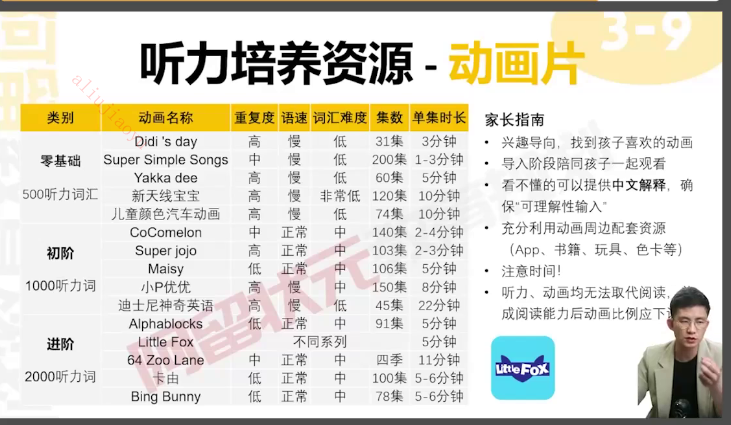 3-9
听力培养资源 - 动画片
类别 动画名称 重复度 语速 词汇难度 集数 单集时长
零基础
500听力词汇
Didi 's day 高 慢 低 31集 3分钟
Super Simple Songs 中 慢 低 200集 1-3分钟
Yakka dee 高 慢 低 60集 5分钟
新天线宝宝 高 慢 非常低 120集 10分钟
儿童颜色汽车动画 高 慢 低 74集 10分钟
初阶
1000听力词
CoComelon 中 正常 中 140集 2-4分钟
Super jojo 高 正常 中 103集 2-3分钟
Maisy 低 正常 中 106集 5分钟
小P优优 高 正常 中 150集 8分钟
迪士尼神奇英语 高 慢 低 45集 22分钟
进阶
2000听力词
Alphablocks 低 正常 中 91集 5分钟
Little Fox 不同系列 5分钟
64 Zoo Lane 中 正常 中 四季 11分钟
卡由 低 正常 中 100集 5-6分钟
Bing Bunny 低 正常 中 78集 5-6分钟
家长指南
• 兴趣导向，找到孩子喜欢的动画
• 导入阶段陪同孩子一起观看
• 看不懂的可以提供中文解释，确
保“可理解性输入”
• 充分利用动画周边配套资源
（App、书籍、玩具、色卡等）
• 注意时间！
• 听力、动画均无法取代阅读，
成阅读能力后动画比例应下
Little Fox
阿留状元